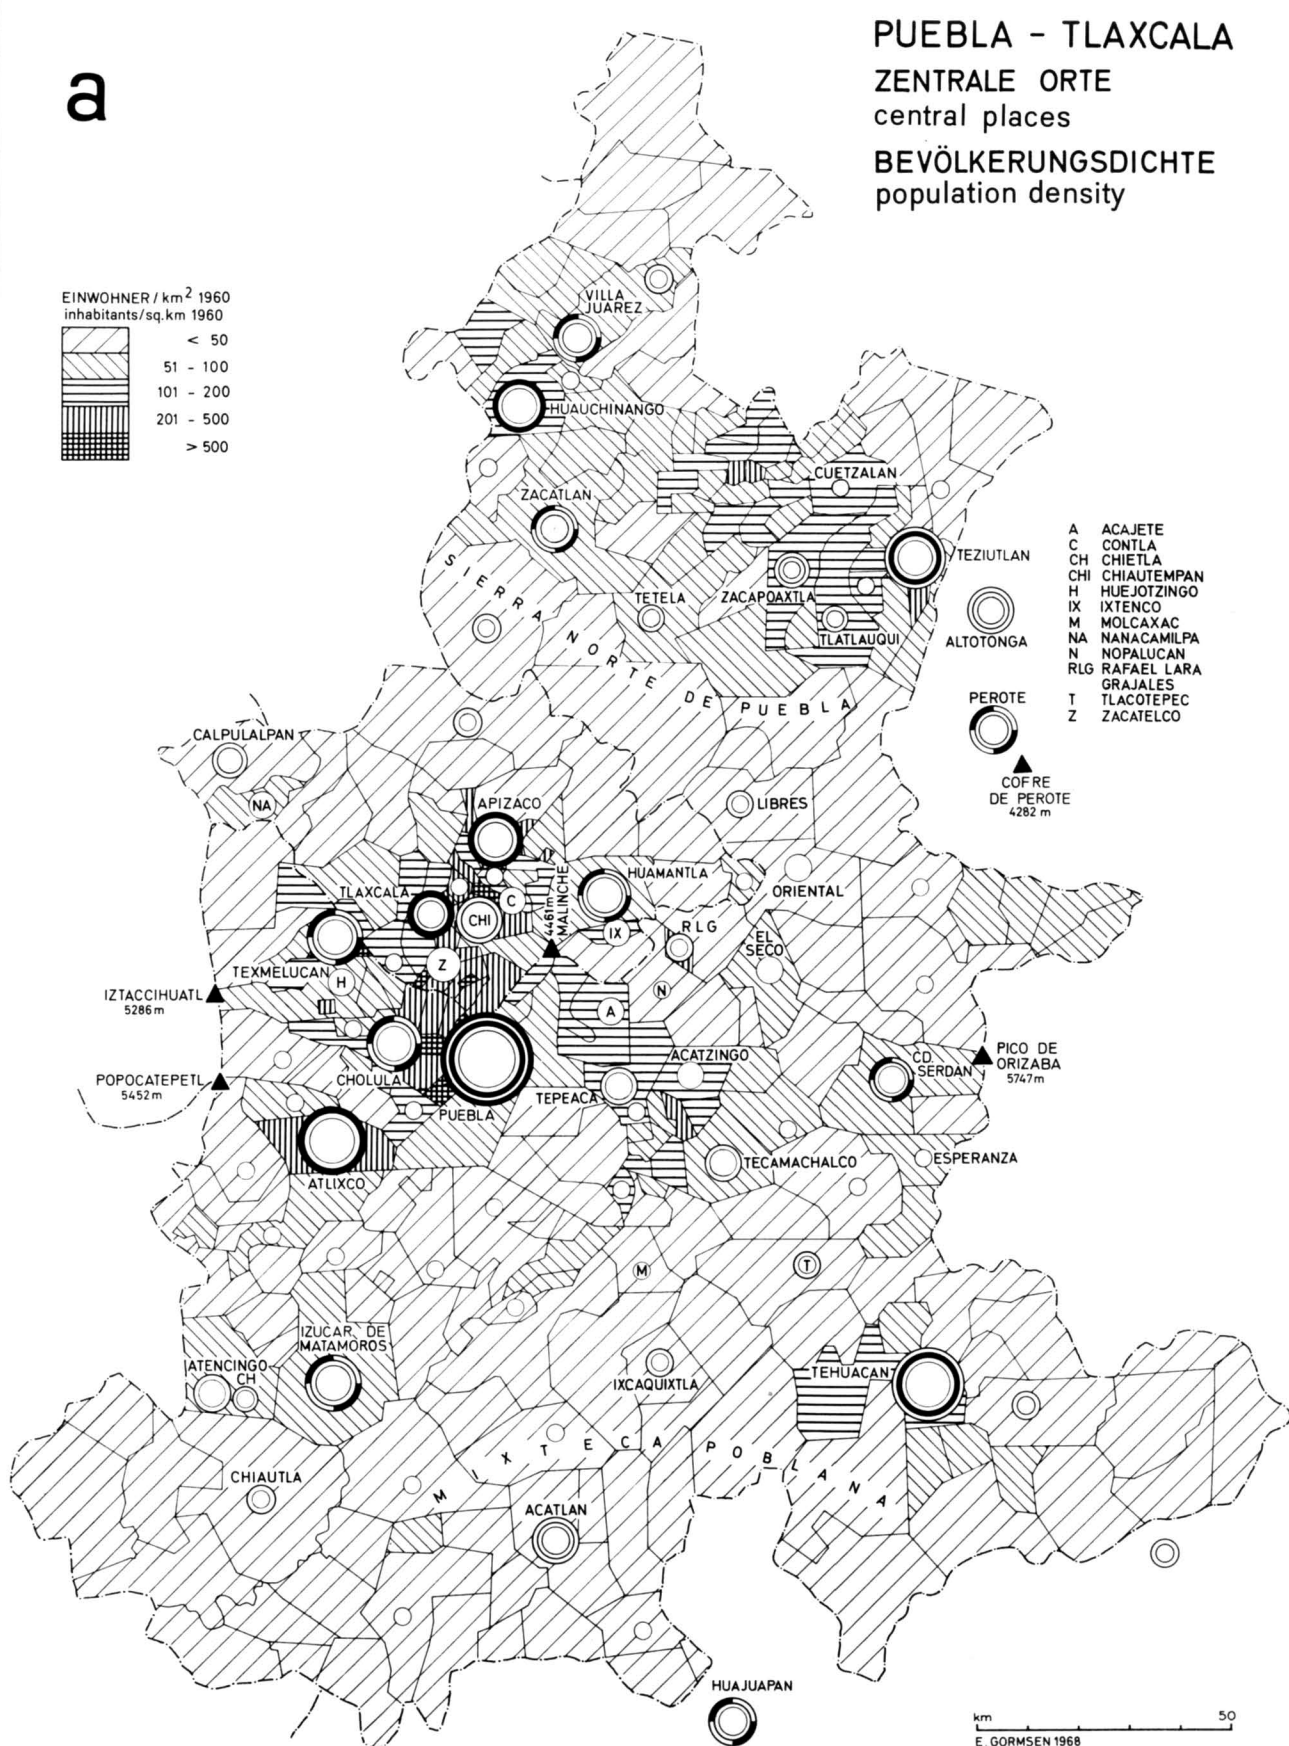 a
PUEBLA - TLAXCALA
ZENTRALE ORTE
central places
BEVÖLKERUNGSDICHTE
population density
EINWOHNER / km2 1960
inhabitants/sq.km 1960
< 50
51 - 100
101 - 200
201 - 500
> 500
VILLA
JUAREZ
HUAUCHINANGO
ZACATLAN
CUETZALAN
TEZIUTLAN
ZACAPOAXTLA
TETELA
TLATLAUQUI
ALTOTONGA
SIERRA NORTE DE PUEBLA
PEROTE
COFRE
DE PEROTE
4282 m
A ACAJETE
C CONTLA
CH CHIETLA
CHI CHIAUTEMPAN
H HUEJOTZINGO
IX IXTENCO
M MOLCAXAC
NA NANACAMILPA
N NOPALUCAN
RLG RAFAEL LARA
GRAJALES
T TLACOTEPEC
Z ZACATELCO
CALPULALPAN
NA
APIZACO
LIBRES
TLAXCALA
CHI
C
4461m
MALINCHE
HUAMANTLA
IX
ORIENTAL
RLG
EL
SECO
TEXMELUCAN
H
Z
N
A
IZTACCIHUATL
5286 m
POPOCATEPETL
5452 m
CHOLULA
PUEBLA
TEPEACA
ACATZINGO
CD.
SERDAN
PICO DE
ORIZABA
5747 m
ATLIXCO
TECAMACHALCO
ESPERANZA
M
T
IZUCAR DE
MATAMOROS
ATENCINGO
CH
IXCAQUIXTLA
TEHUACAN
MIXTECA POBLANA
CHIAUTLA
ACATLAN
HUAJUAPAN
km 50
E. GORMSEN 1968